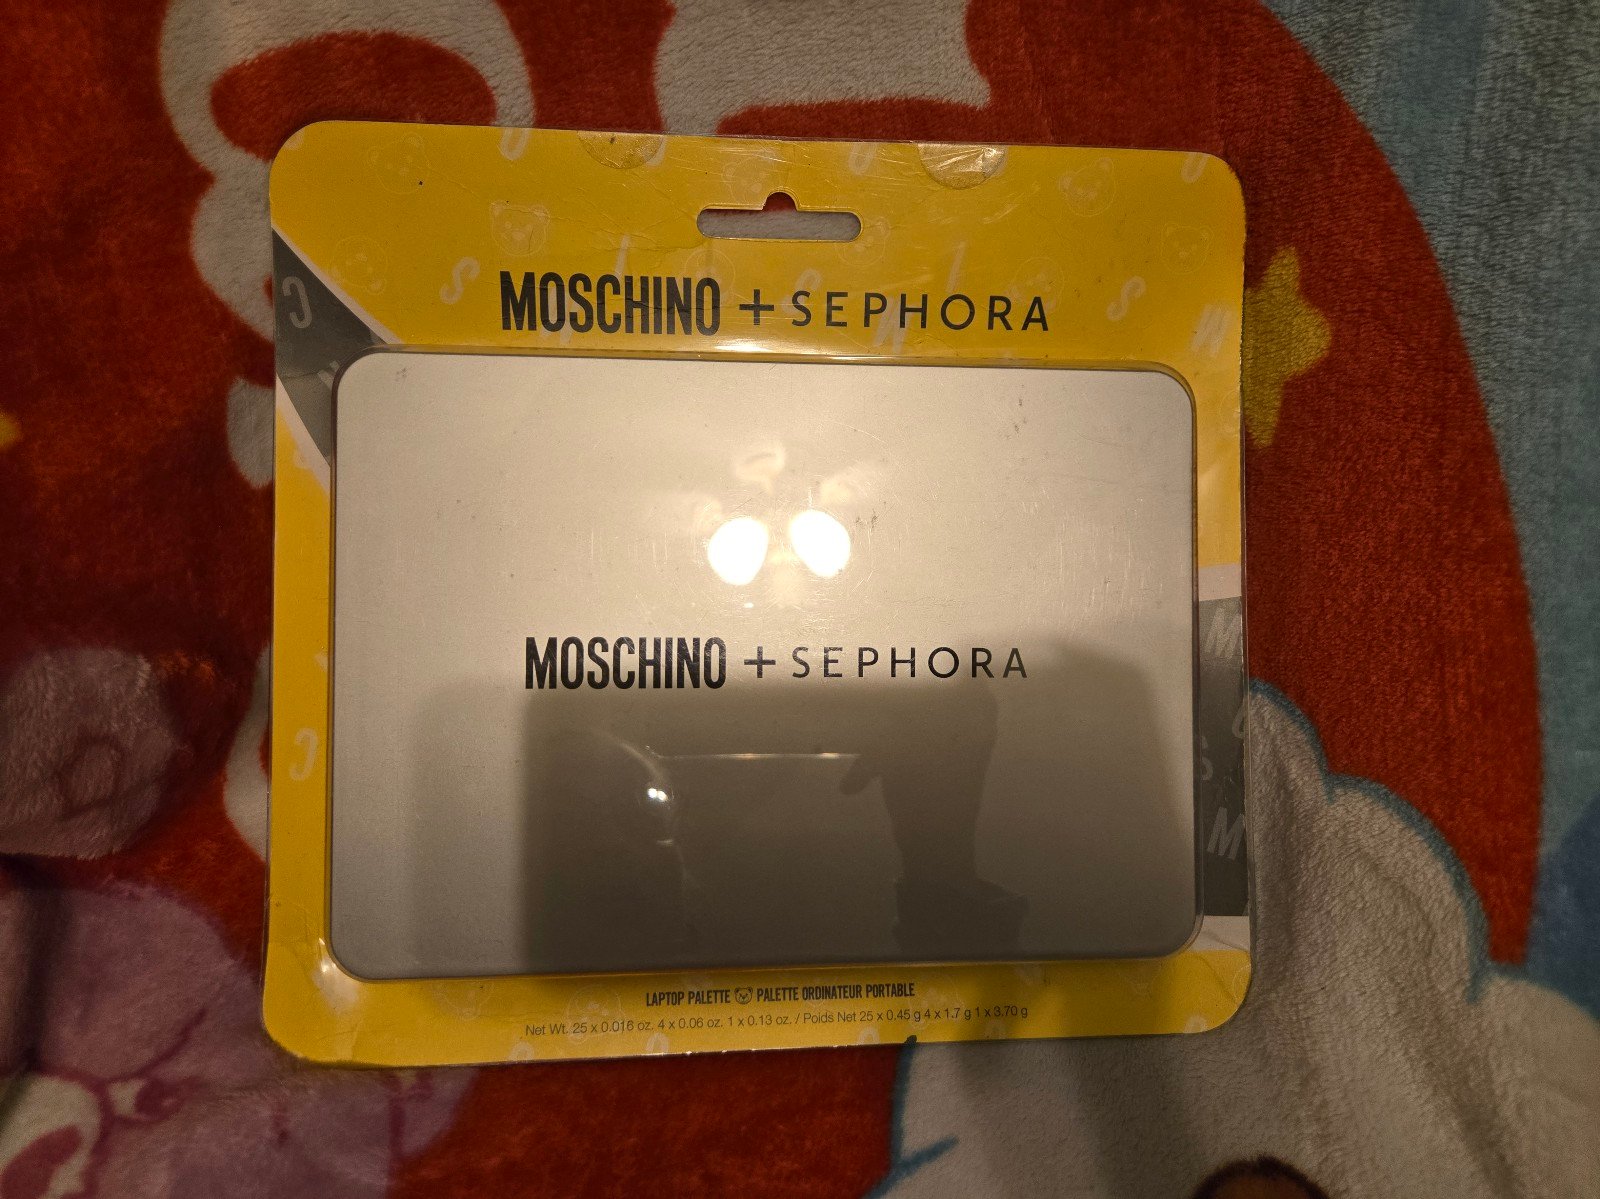 MOSCHINO + SEPHORA
MOSCHINO + SEPHORA
LAPTOP PALETTE PALETTE ORDINATEUR PORTABLE
Net Wt. 25 x 0.016 oz. 4 x 0.06 oz. 1 x 0.13 oz. / Poids Net 25 x 0.45 g 4 x 1.7 g 1 x 3.70 g